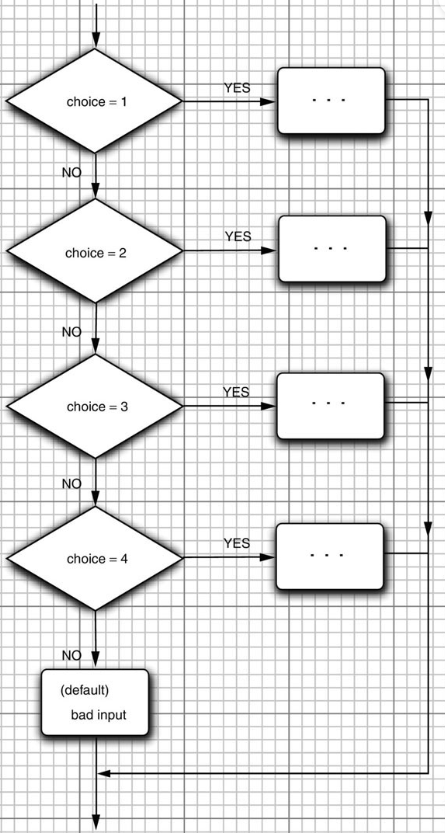 choice = 1
YES
. . .
NO
choice = 2
YES
. . .
NO
choice = 3
YES
. . .
NO
choice = 4
YES
. . .
NO
(default)
bad input